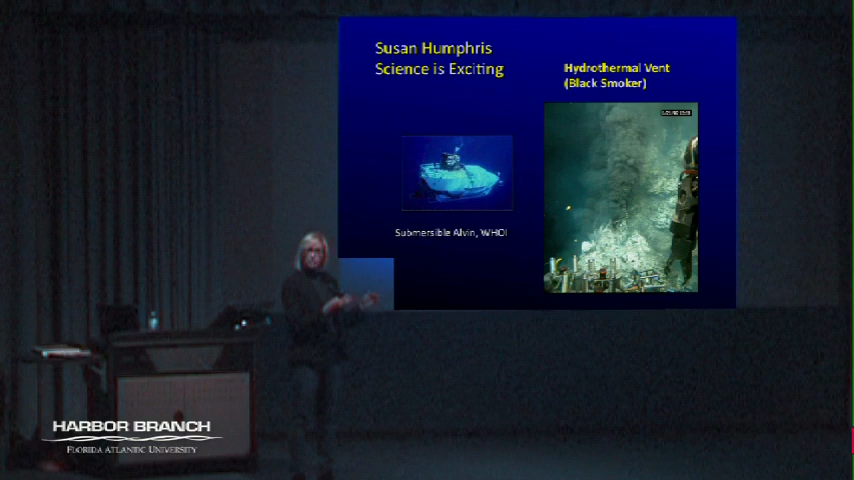 Susan Humphris
Science is Exciting
Hydrothermal Vent
(Black Smoker)
Submersible Alvin, WHOI
HARBOR BRANCH
FLORIDA ATLANTIC UNIVERSITY